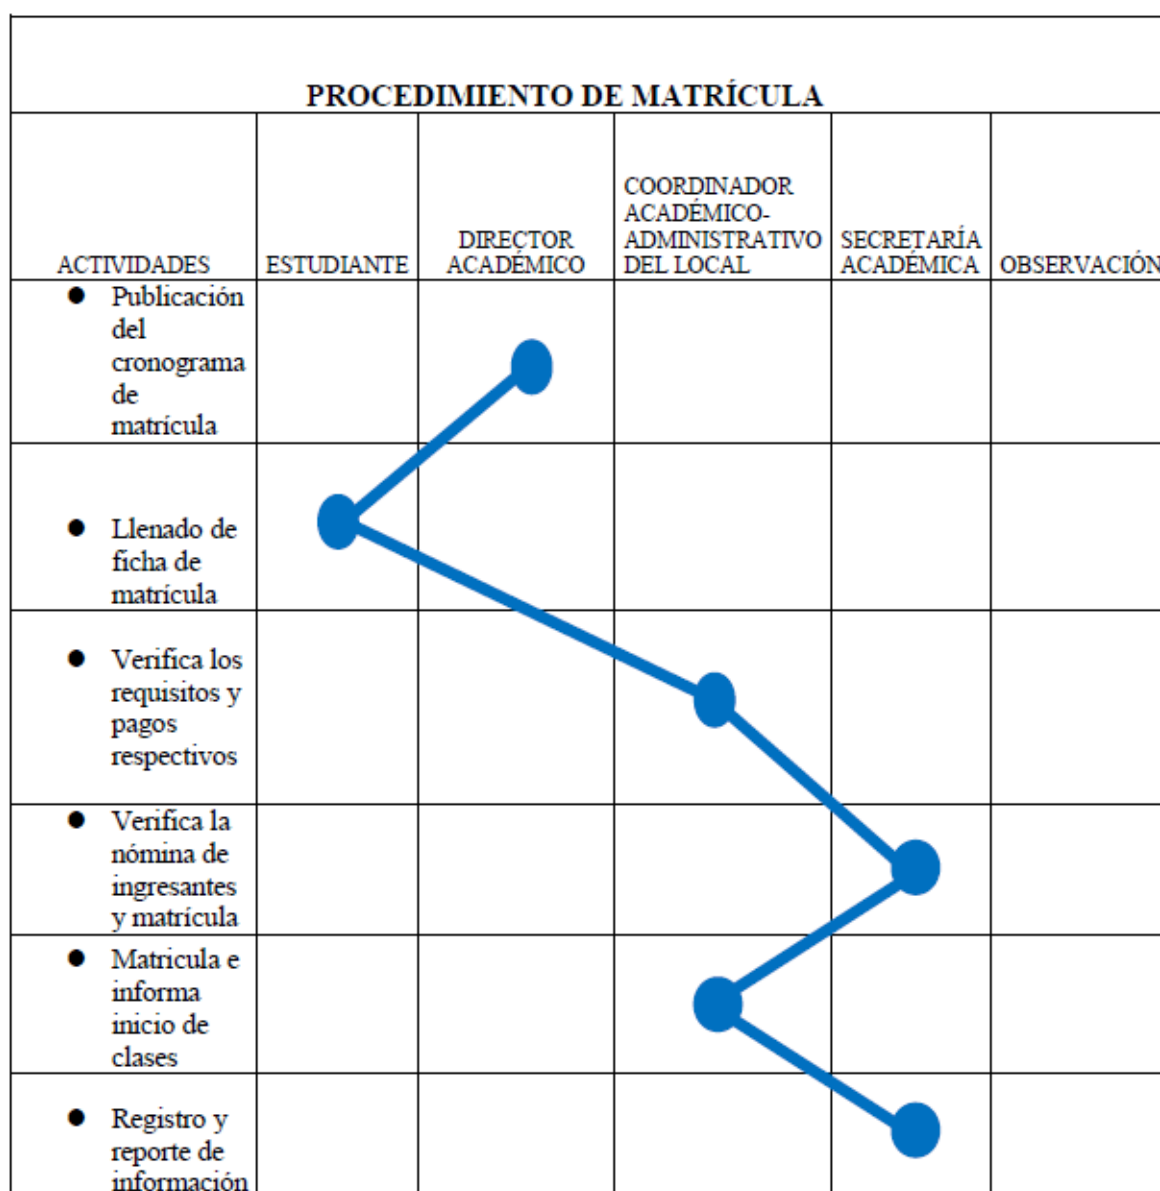 PROCEDIMIENTO DE MATRÍCULA
ACTIVIDADES
ESTUDIANTE
DIRECTOR
ACADÉMICO
COORDINADOR
ACADÉMICO-
ADMINISTRATIVO
DEL LOCAL
SECRETARÍA
ACADÉMICA
OBSERVACIÓN
● Publicación
del
cronograma
de
matrícula
● Llenado de
ficha de
matrícula
● Verifica los
requisitos y
pagos
respectivos
● Verifica la
nómina de
ingresantes
y matrícula
● Matricula e
informa
inicio de
clases
● Registro y
reporte de
información